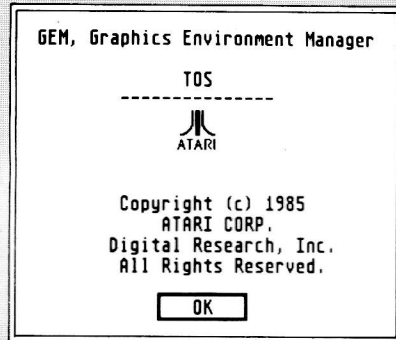 GEM, Graphics Environment Manager
TOS
---------------
ATARI
Copyright (c) 1985
ATARI CORP.
Digital Research, Inc.
All Rights Reserved.
OK